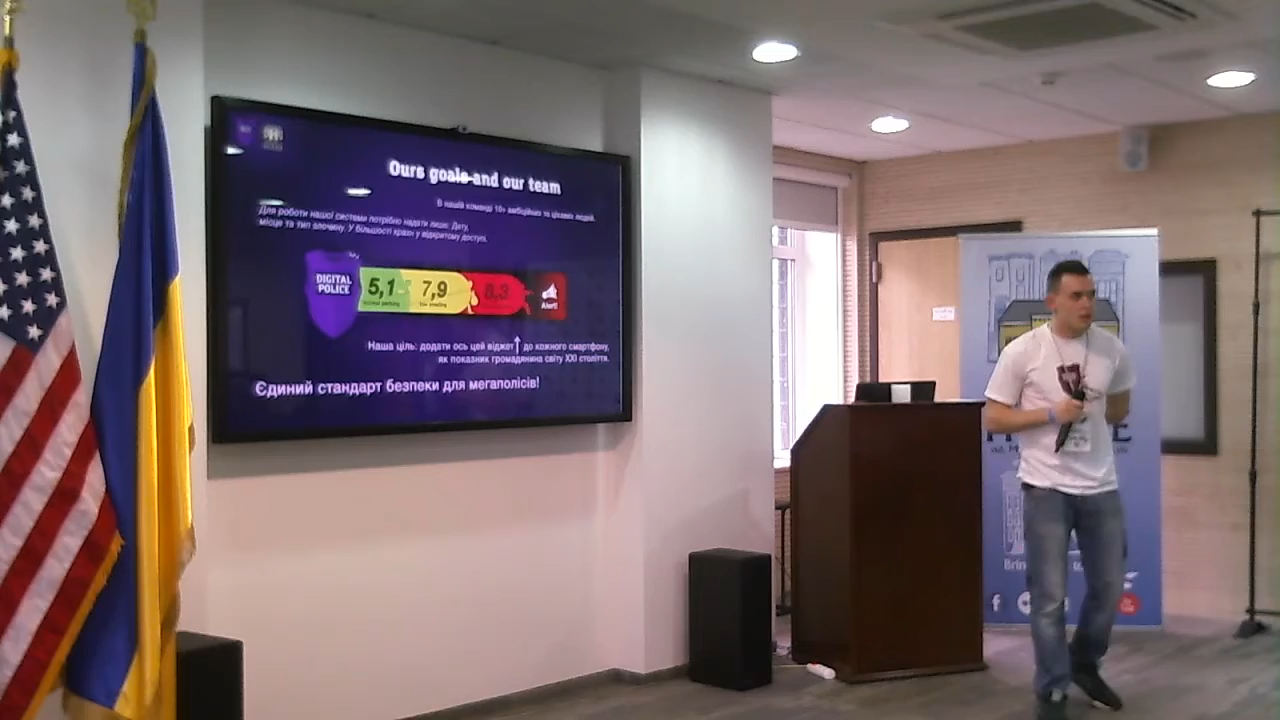 Ours goals and our team
В нашій команді 10+ амбіційних та цікавих людей.
Для роботи нашої системи потрібно надати лише: Дату,
місце та тип злочину. У більшості країн у відкритому доступі.
DIGITAL
POLICE
5,1
7,9
8,3
Alert!
Наша ціль: додати ось цей віджет до кожного смартфону,
як показник громадянина світу XXI століття.
Єдиний стандарт безпеки для мегаполісів!